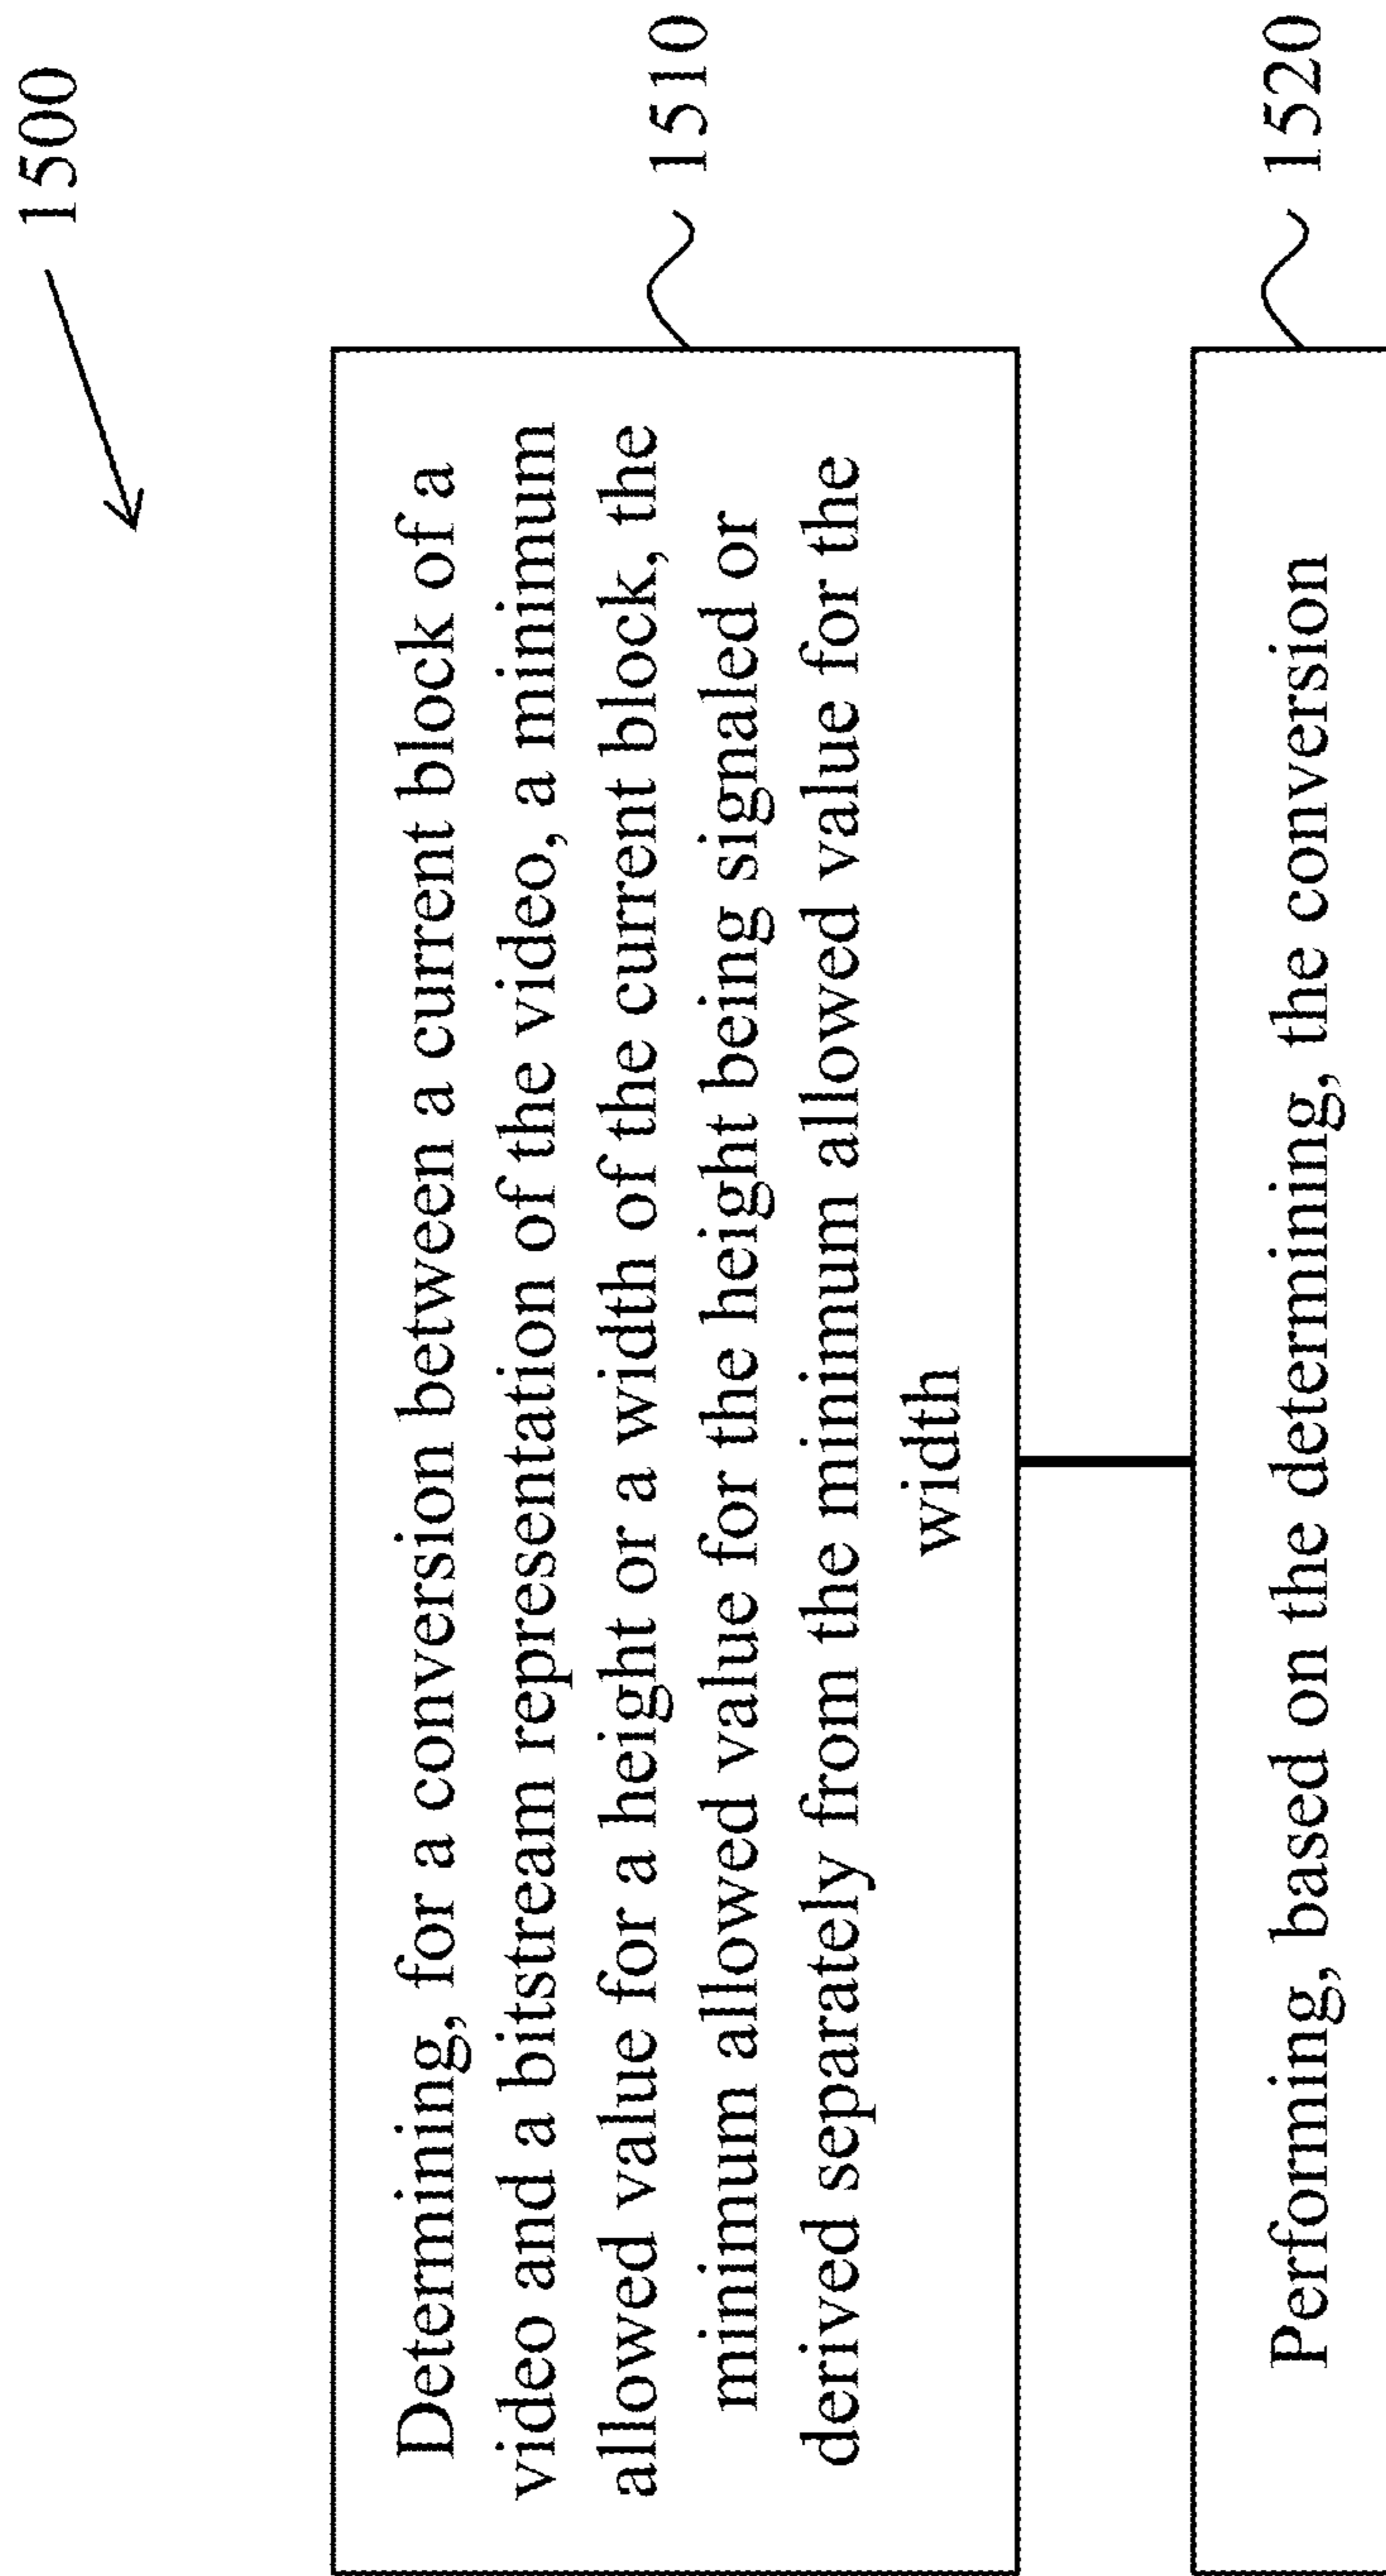 1500
Determining, for a conversion between a current block of a
video and a bitstream representation of the video, a minimum
allowed value for a height or a width of the current block, the
minimum allowed value for the height being signaled or
derived separately from the minimum allowed value for the
width
1510
Performing, based on the determining, the conversion
1520